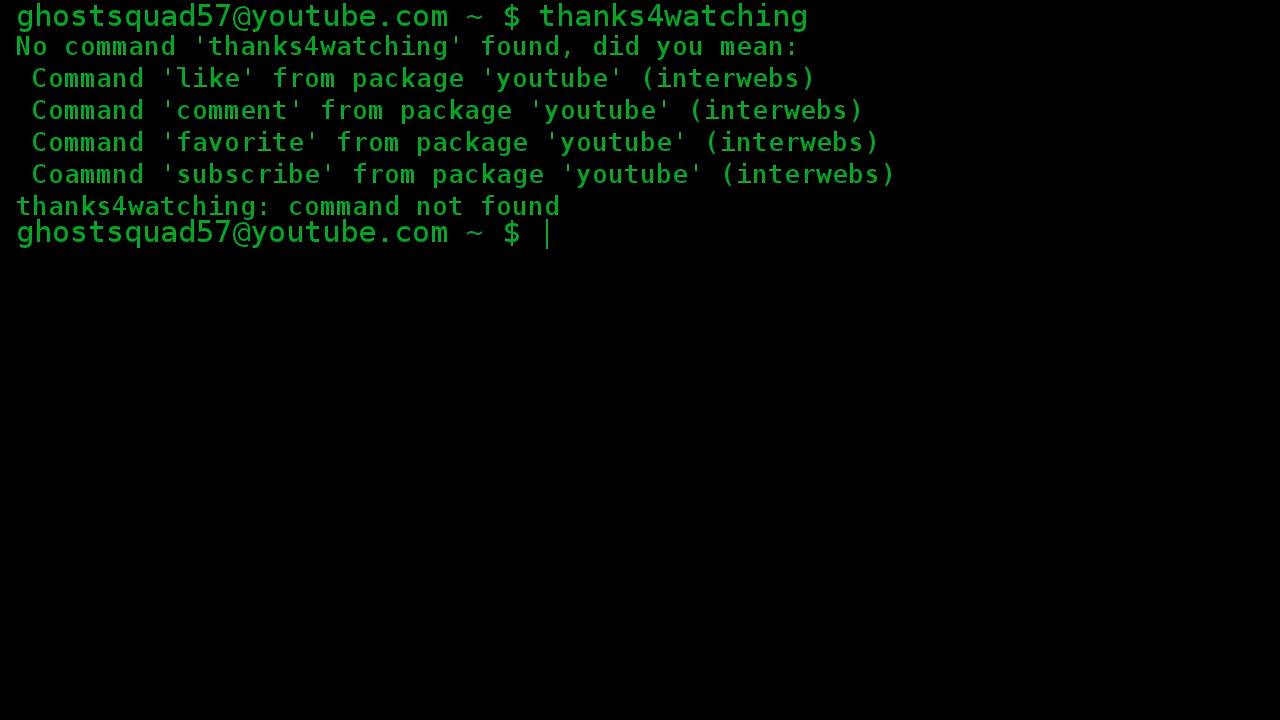 ghostsquad57@youtube.com ~ $ thanks4watching
No command 'thanks4watching' found, did you mean:
Command 'like' from package 'youtube' (interwebs)
Command 'comment' from package 'youtube' (interwebs)
Command 'favorite' from package 'youtube' (interwebs)
Coammnd 'subscribe' from package 'youtube' (interwebs)
thanks4watching: command not found
ghostsquad57@youtube.com ~ $ |